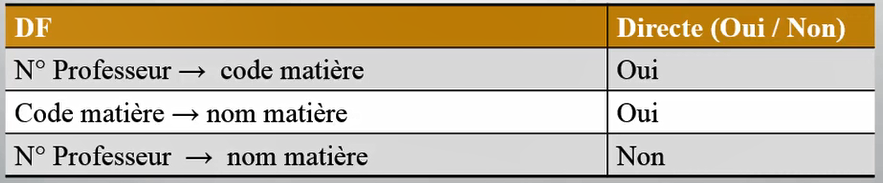 DF Directe (Oui / Non)
N° Professeur → code matière Oui
Code matière → nom matière Oui
N° Professeur → nom matière Non